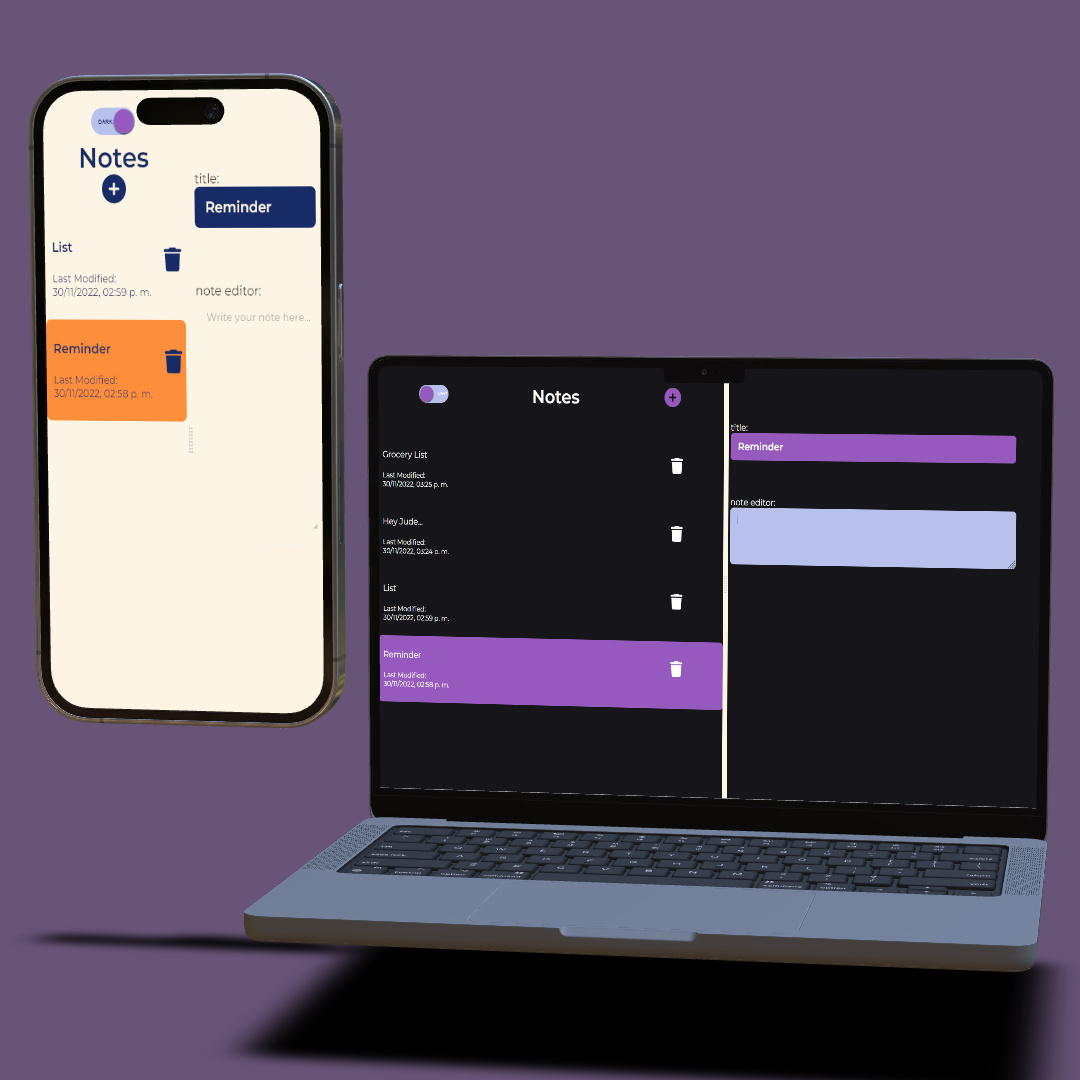 DARK
Notes
+
title:
Reminder
List
Last Modified:
30/11/2022, 02:59 p. m.
note editor:
Write your note here...
Reminder
Last Modified:
30/11/2022, 02:58 p. m.
LIGHT
Notes
+
title:
Reminder
Grocery List
Last Modified:
30/11/2022, 03:25 p. m.
note editor:
Hey Jude...
Last Modified:
30/11/2022, 03:24 p. m.
List
Last Modified:
30/11/2022, 02:59 p. m.
Reminder
Last Modified:
30/11/2022, 02:58 p. m.